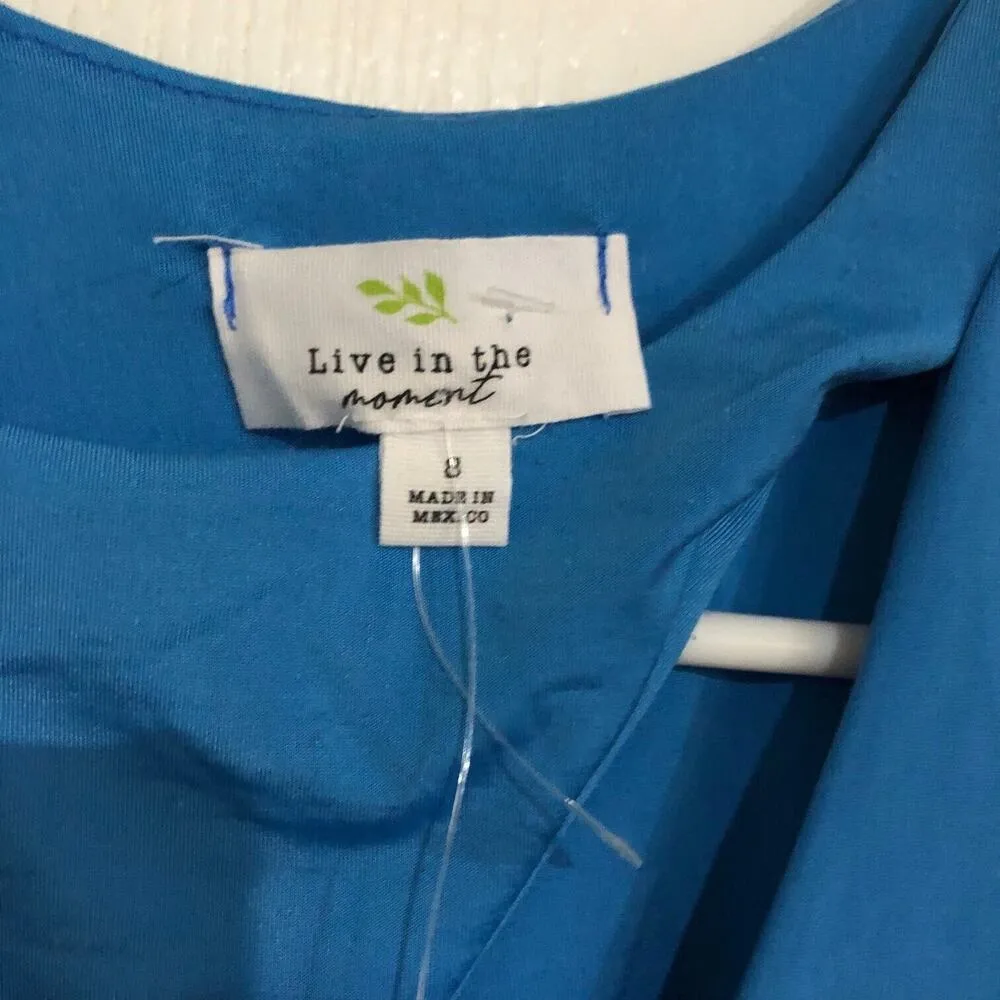 Live in the
moment
8
MADE IN
MEXICO